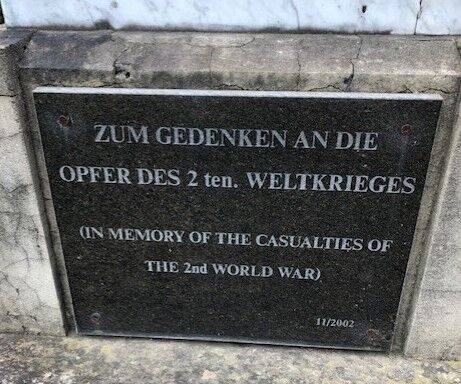 ZUM GEDENKEN AN DIE
OPFER DES 2 ten. WELTKRIEGES
(IN MEMORY OF THE CASUALTIES OF
THE 2nd WORLD WAR)
11/2002